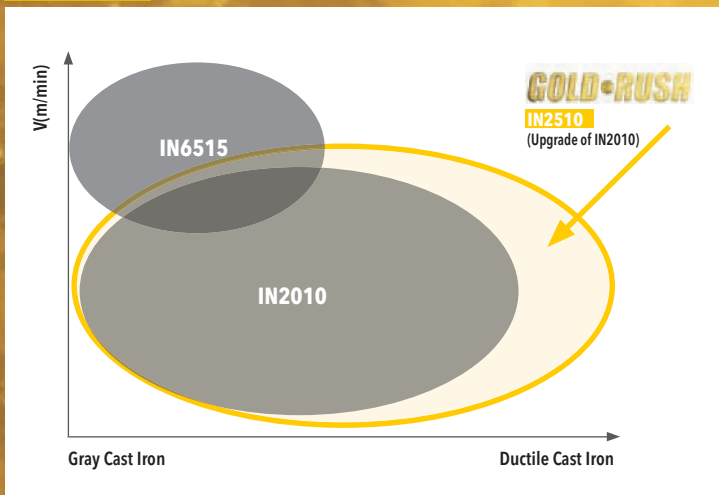 V(m/min)
GOLD•RUSH
IN2510
(Upgrade of IN2010)
IN6515
IN2010
Gray Cast Iron
Ductile Cast Iron